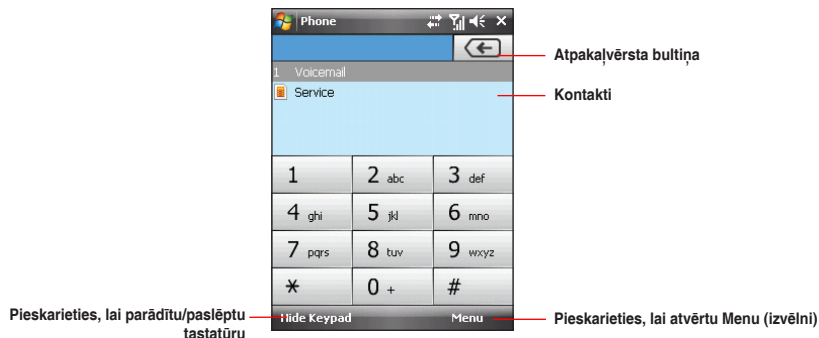 Phone
Atpakaļvērsta bultiņa
1 Voicemail
Service
Kontakti
1
2 abc
3 def
4 ghi
5 jkl
6 mno
7 pqrs
8 tuv
9 wxyz
*
0 +
#
Pieskarieties, lai parādītu/paslēptu
tastatūru
Hide Keypad
Menu
Pieskarieties, lai atvērtu Menu (izvēlni)